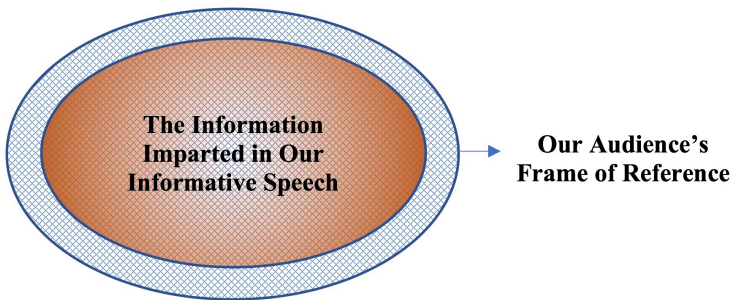 The Information
Imparted in Our
Informative Speech
Our Audience’s
Frame of Reference